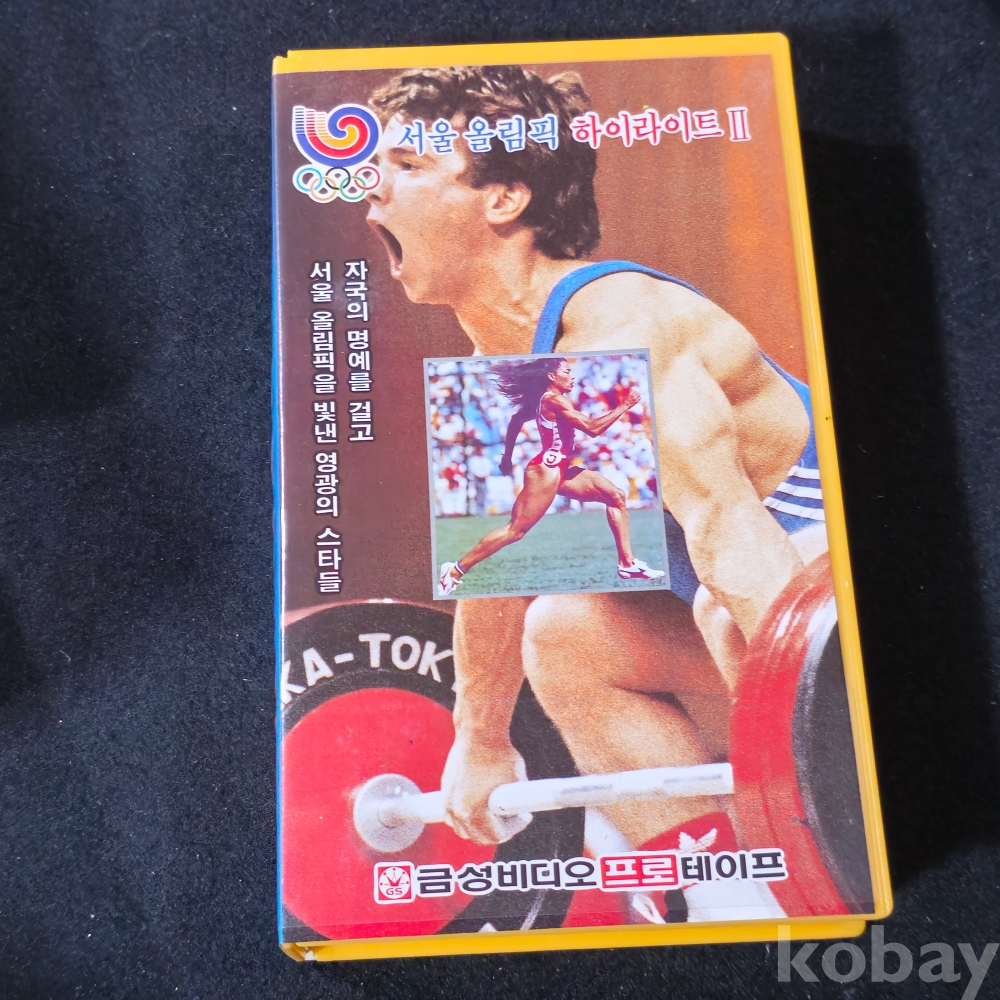 서울 올림픽 하이라이트 Ⅱ
자국의 명예를 걸고
서울 올림픽을 빛낸 영광의 스타들
KA-TOK
GS 금성비디오 프로 테이프
kobay